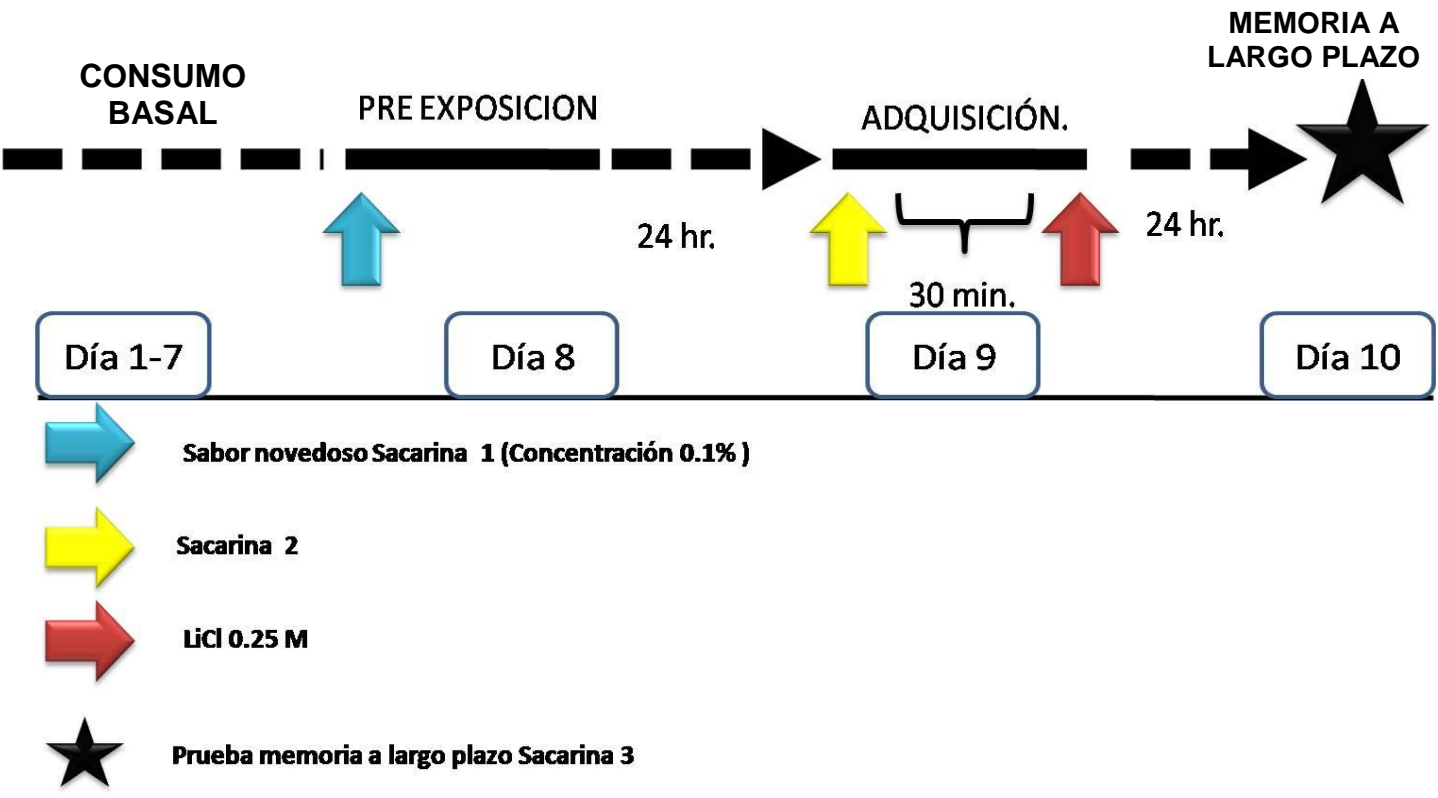 CONSUMO
BASAL
PRE EXPOSICION
ADQUISICIÓN.
MEMORIA A
LARGO PLAZO
24 hr.
30 min.
24 hr.
Día 1-7
Día 8
Día 9
Día 10
Sabor novedoso Sacarina 1 (Concentración 0.1% )
Sacarina 2
LiCl 0.25 M
Prueba memoria a largo plazo Sacarina 3